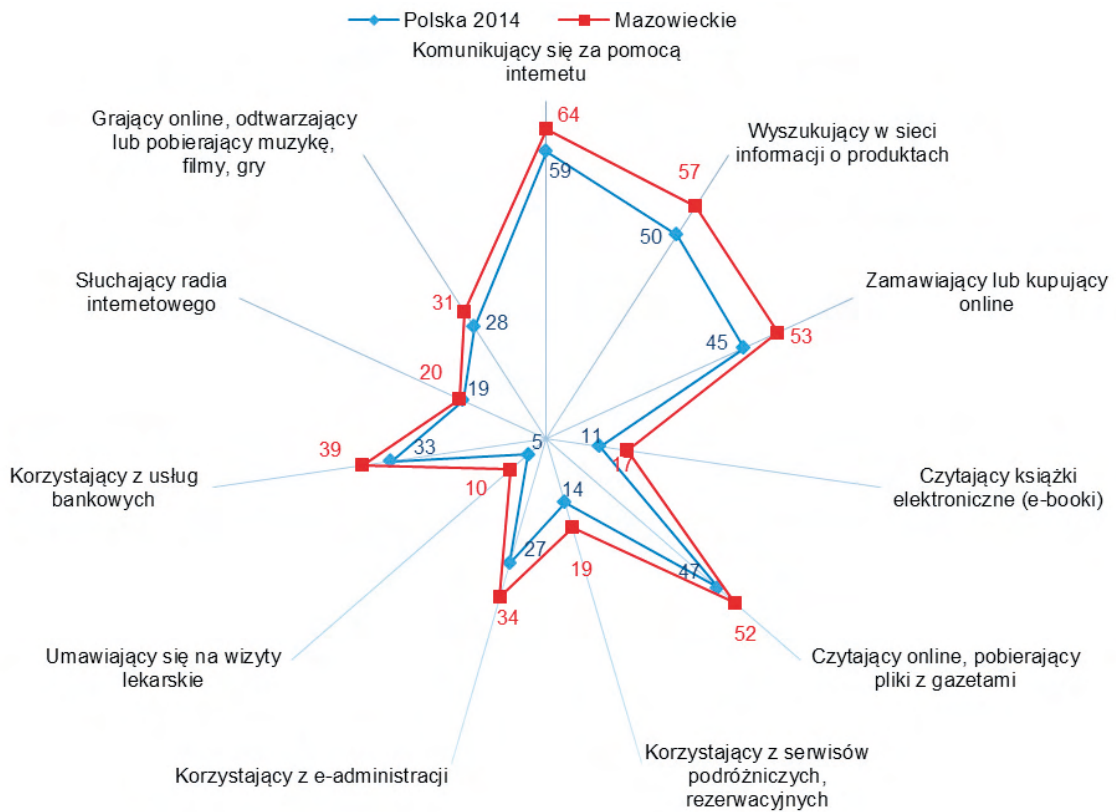 Polska 2014
Mazowieckie
Komunikujący się za pomocą
internetu
64
59
Wyszukujący w sieci
informacji o produktach
57
50
Zamawiający lub kupujący
online
53
45
Czytający książki
elektroniczne (e-booki)
11
17
Czytający online, pobierający
pliki z gazetami
47
52
Korzystający z serwisów
podróżniczych,
rezerwacyjnych
14
19
Korzystający z e-administracji
27
34
Umawiający się na wizyty
lekarskie
5
10
Korzystający z usług
bankowych
39
33
Słuchający radia
internetowego
20
19
Grający online, odtwarzający
lub pobierający muzykę,
filmy, gry
31
28